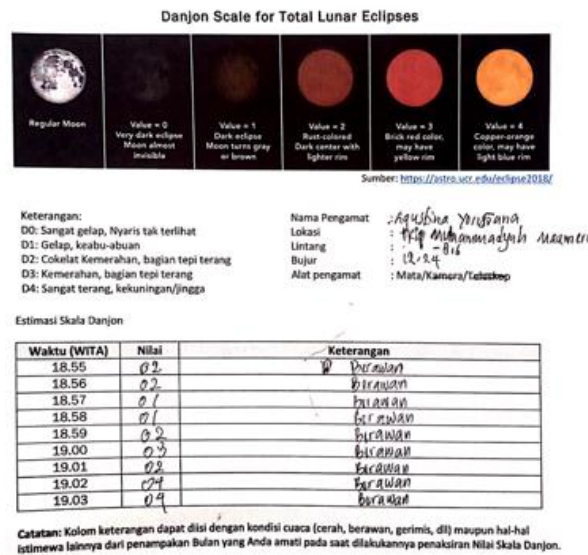 Danjon Scale for Total Lunar Eclipses
Regular Moon
Value = 0
Very dark eclipse
Moon almost
invisible
Value = 1
Dark eclipse
Moon turns gray
or brown
Value = 2
Rust-colored
Dark center with
lighter rim
Value = 3
Brick red color,
may have
yellow rim
Value = 4
Copper-orange
color, may have
light blue rim
Sumber: https://astro.ucr.edu/eclipse2018/
Keterangan:
D0: Sangat gelap, Nyaris tak terlihat
D1: Gelap, keabu-abuan
D2: Cokelat Kemerahan, bagian tepi terang
D3: Kemerahan, bagian tepi terang
D4: Sangat terang, kekuningan/jingga
Nama Pengamat : Agustina
Lokasi : Muhammadyah
Lintang : -8,6
Bujur : 12.24
Alat pengamat : Mata/Kamera/Teleskop
Estimasi Skala Danjon
Waktu (WITA) Nilai Keterangan
18.55 02 Berawan
18.56 02 Berawan
18.57 01 Berawan
18.58 01 Berawan
18.59 02 Berawan
19.00 03 Berawan
19.01 02 Berawan
19.02 04 Berawan
19.03 04 Berawan
Catatan: Kolom keterangan dapat diisi dengan kondisi cuaca (cerah, berawan, gerimis, dll) maupun hal-hal
istimewa lainnya dari penampakan Bulan yang Anda amati pada saat dilakukannya penaksiran Nilai Skala Danjon.